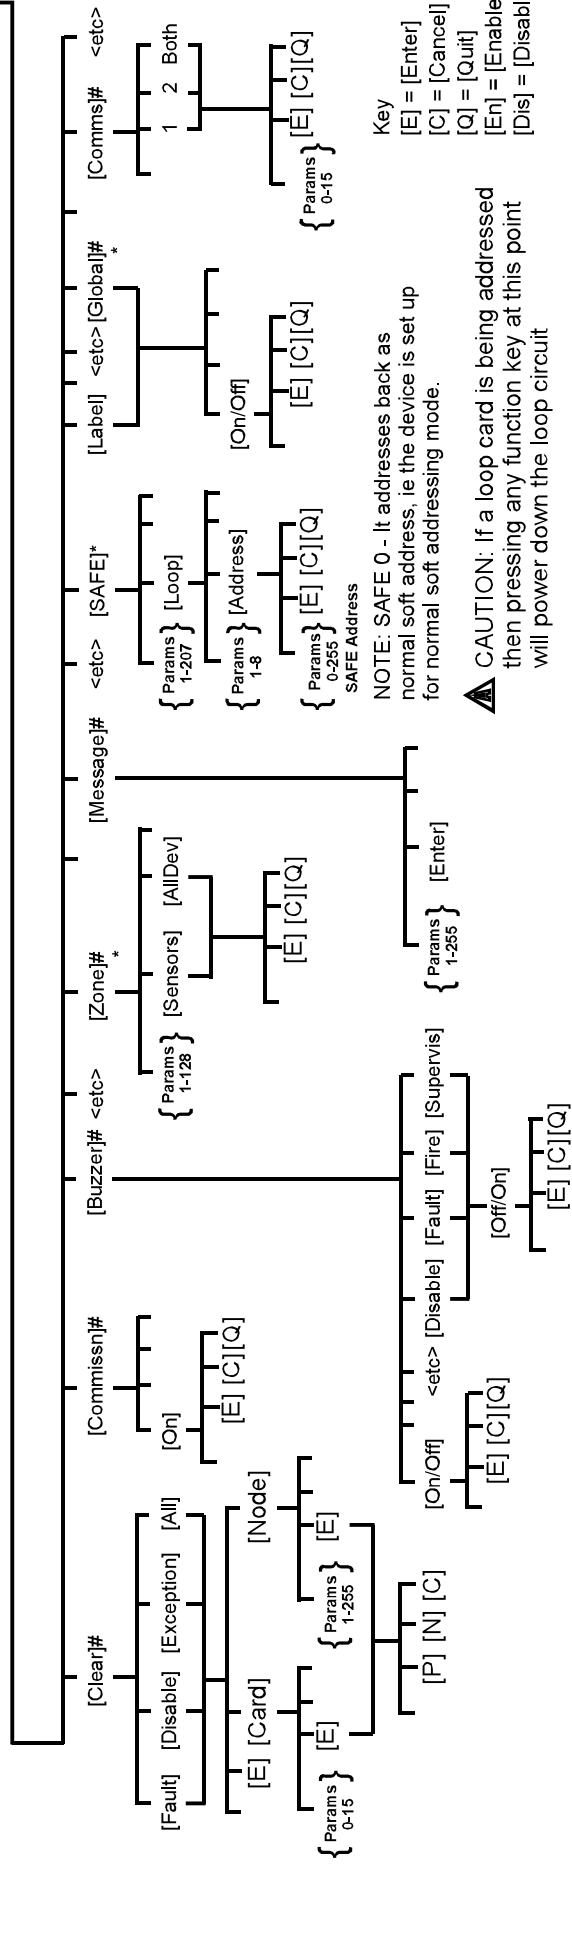 [Clear]# [Commissn]# [Buzzer]# <etc> [Zone]# [Message]# <etc> [SAFE]* [Label] <etc> [Global]# [Comms]# <etc>
*
*
[Fault] [Disable] [Exception] [All]
[E] [Card] [Node]
{ Params } [E]
0-15
{ Params } [E]
1-255
[P] [N] [C]
[On]
[E] [C][Q]
[On/Off] <etc> [Disable] [Fault] [Fire] [Supervis]
[E] [C][Q]
[Off/On]
[E] [C][Q]
{ Params } [Sensors] [AllDev]
1-128
[E] [C][Q]
{ Params } [Enter]
1-255
{ Params } [Loop]
1-207
{ Params } [Address]
1-8
{ Params } [E] [C][Q]
0-255
SAFE Address
[On/Off]
[E] [C][Q]
1 2 Both
{ Params } [E] [C][Q]
0-15
NOTE: SAFE 0 - It addresses back as
normal soft address, ie the device is set up
for normal soft addressing mode.
CAUTION: If a loop card is being addressed
then pressing any function key at this point
will power down the loop circuit
Key
[E] = [Enter]
[C] = [Cancel]
[Q] = [Quit]
[En] = [Enable
[Dis] = [Disabl